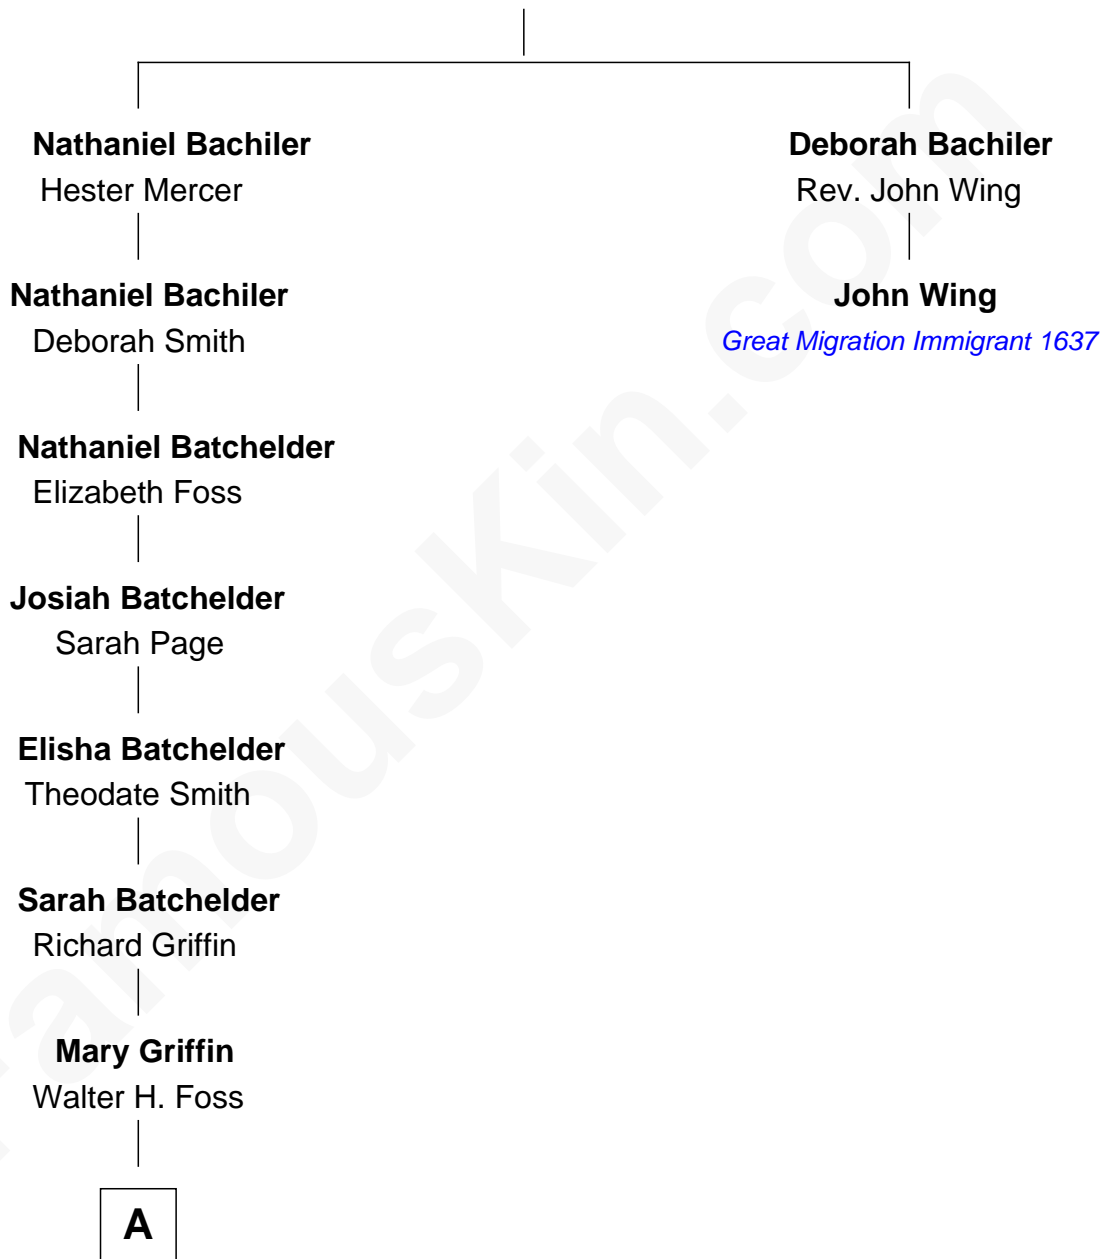 Nathaniel Bachiler
Hester Mercer
Deborah Bachiler
Rev. John Wing
Nathaniel Bachiler
Deborah Smith
John Wing
Great Migration Immigrant 1637
Nathaniel Batchelder
Elizabeth Foss
Josiah Batchelder
Sarah Page
Elisha Batchelder
Theodate Smith
Sarah Batchelder
Richard Griffin
Mary Griffin
Walter H. Foss
A
FamousKin.com